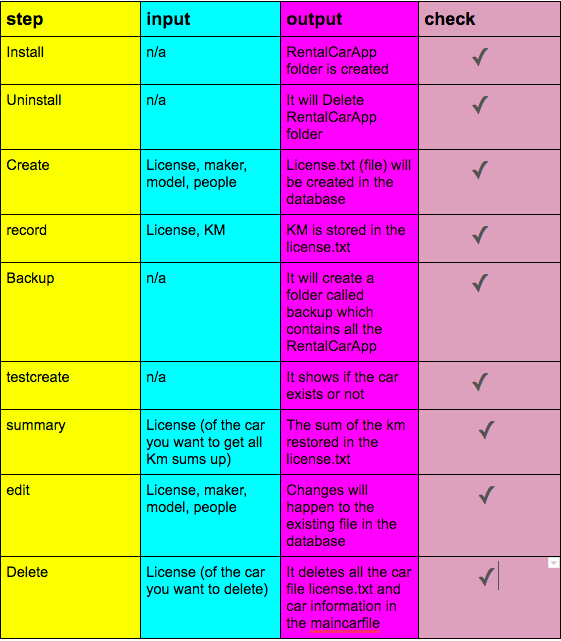 step input output check
Install n/a RentalCarApp
folder is created ✓
Uninstall n/a It will Delete
RentalCarApp
folder ✓
Create License, maker,
model, people License.txt (file) will
be created in the
database ✓
record License, KM KM is stored in the
license.txt ✓
Backup n/a It will create a
folder called
backup which
contains all the
RentalCarApp ✓
testcreate n/a It shows if the car
exists or not ✓
summary License (of the car
you want to get all
Km sums up) The sum of the km
restored in the
license.txt ✓
edit License, maker,
model, people Changes will
happen to the
existing file in the
database ✓
Delete License (of the car
you want to delete) It deletes all the car
file license.txt and
car information in
the maincarfile ✓